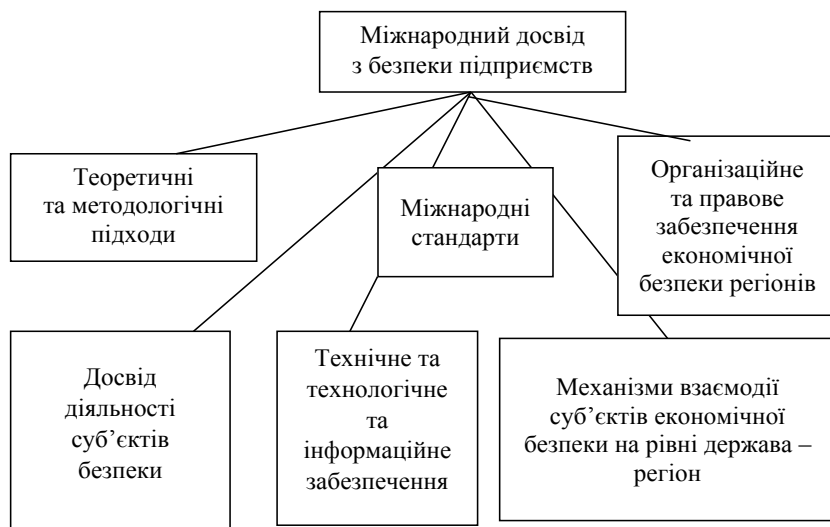 Міжнародний досвід
з безпеки підприємств
Теоретичні
та методологічні
підходи
Міжнародні
стандарти
Організаційне
та правове
забезпечення
економічної
безпеки регіонів
Досвід
діяльності
суб’єктів
безпеки
Технічне та
технологічне
та
інформаційне
забезпечення
Механізми взаємодії
суб’єктів економічної
безпеки на рівні держава –
регіон